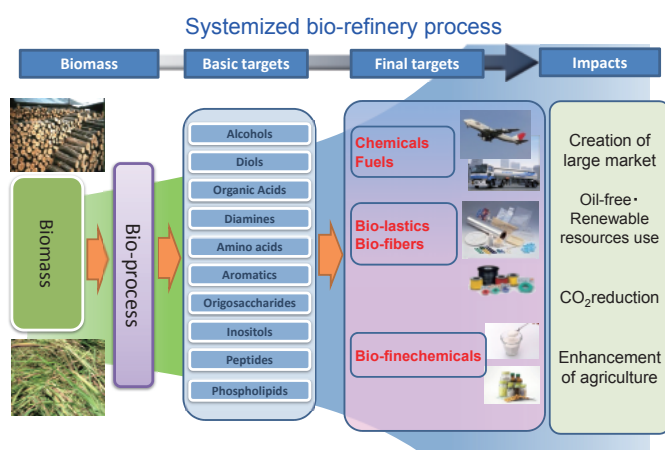 Systemized bio-refinery process
Biomass
Basic targets
Final targets
Impacts
Biomass
Bio-process
Alcohols
Diols
Organic Acids
Diamines
Amino acids
Aromatics
Origosaccharides
Inositols
Peptides
Phospholipids
Chemicals
Fuels
Bio-lastics
Bio-fibers
Bio-finechemicals
Creation of
large market
Oil-free・
Renewable
resources use
CO₂reduction
Enhancement
of agriculture